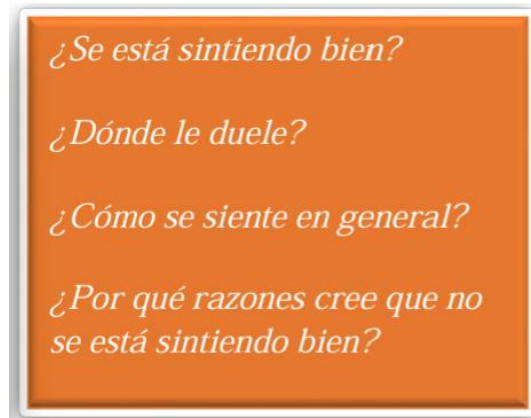 ¿Se está sintiendo bien?
¿Dónde le duele?
¿Cómo se siente en general?
¿Por qué razones cree que no
se está sintiendo bien?